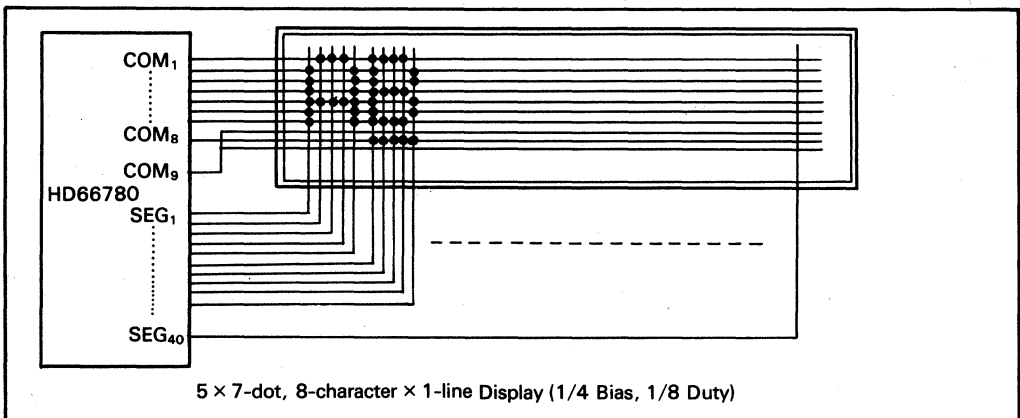 COM₁
COM₈
COM₉
HD66780
SEG₁
SEG₄₀
5 × 7-dot, 8-character × 1-line Display (1/4 Bias, 1/8 Duty)